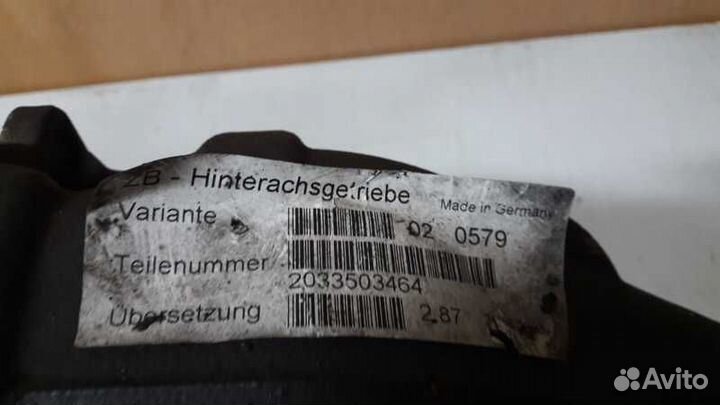 ZB - Hinterachsgetriebe Made in Germany
Variante 02 0579
Teilenummer
2033503464
Übersetzung 2.87
Avito